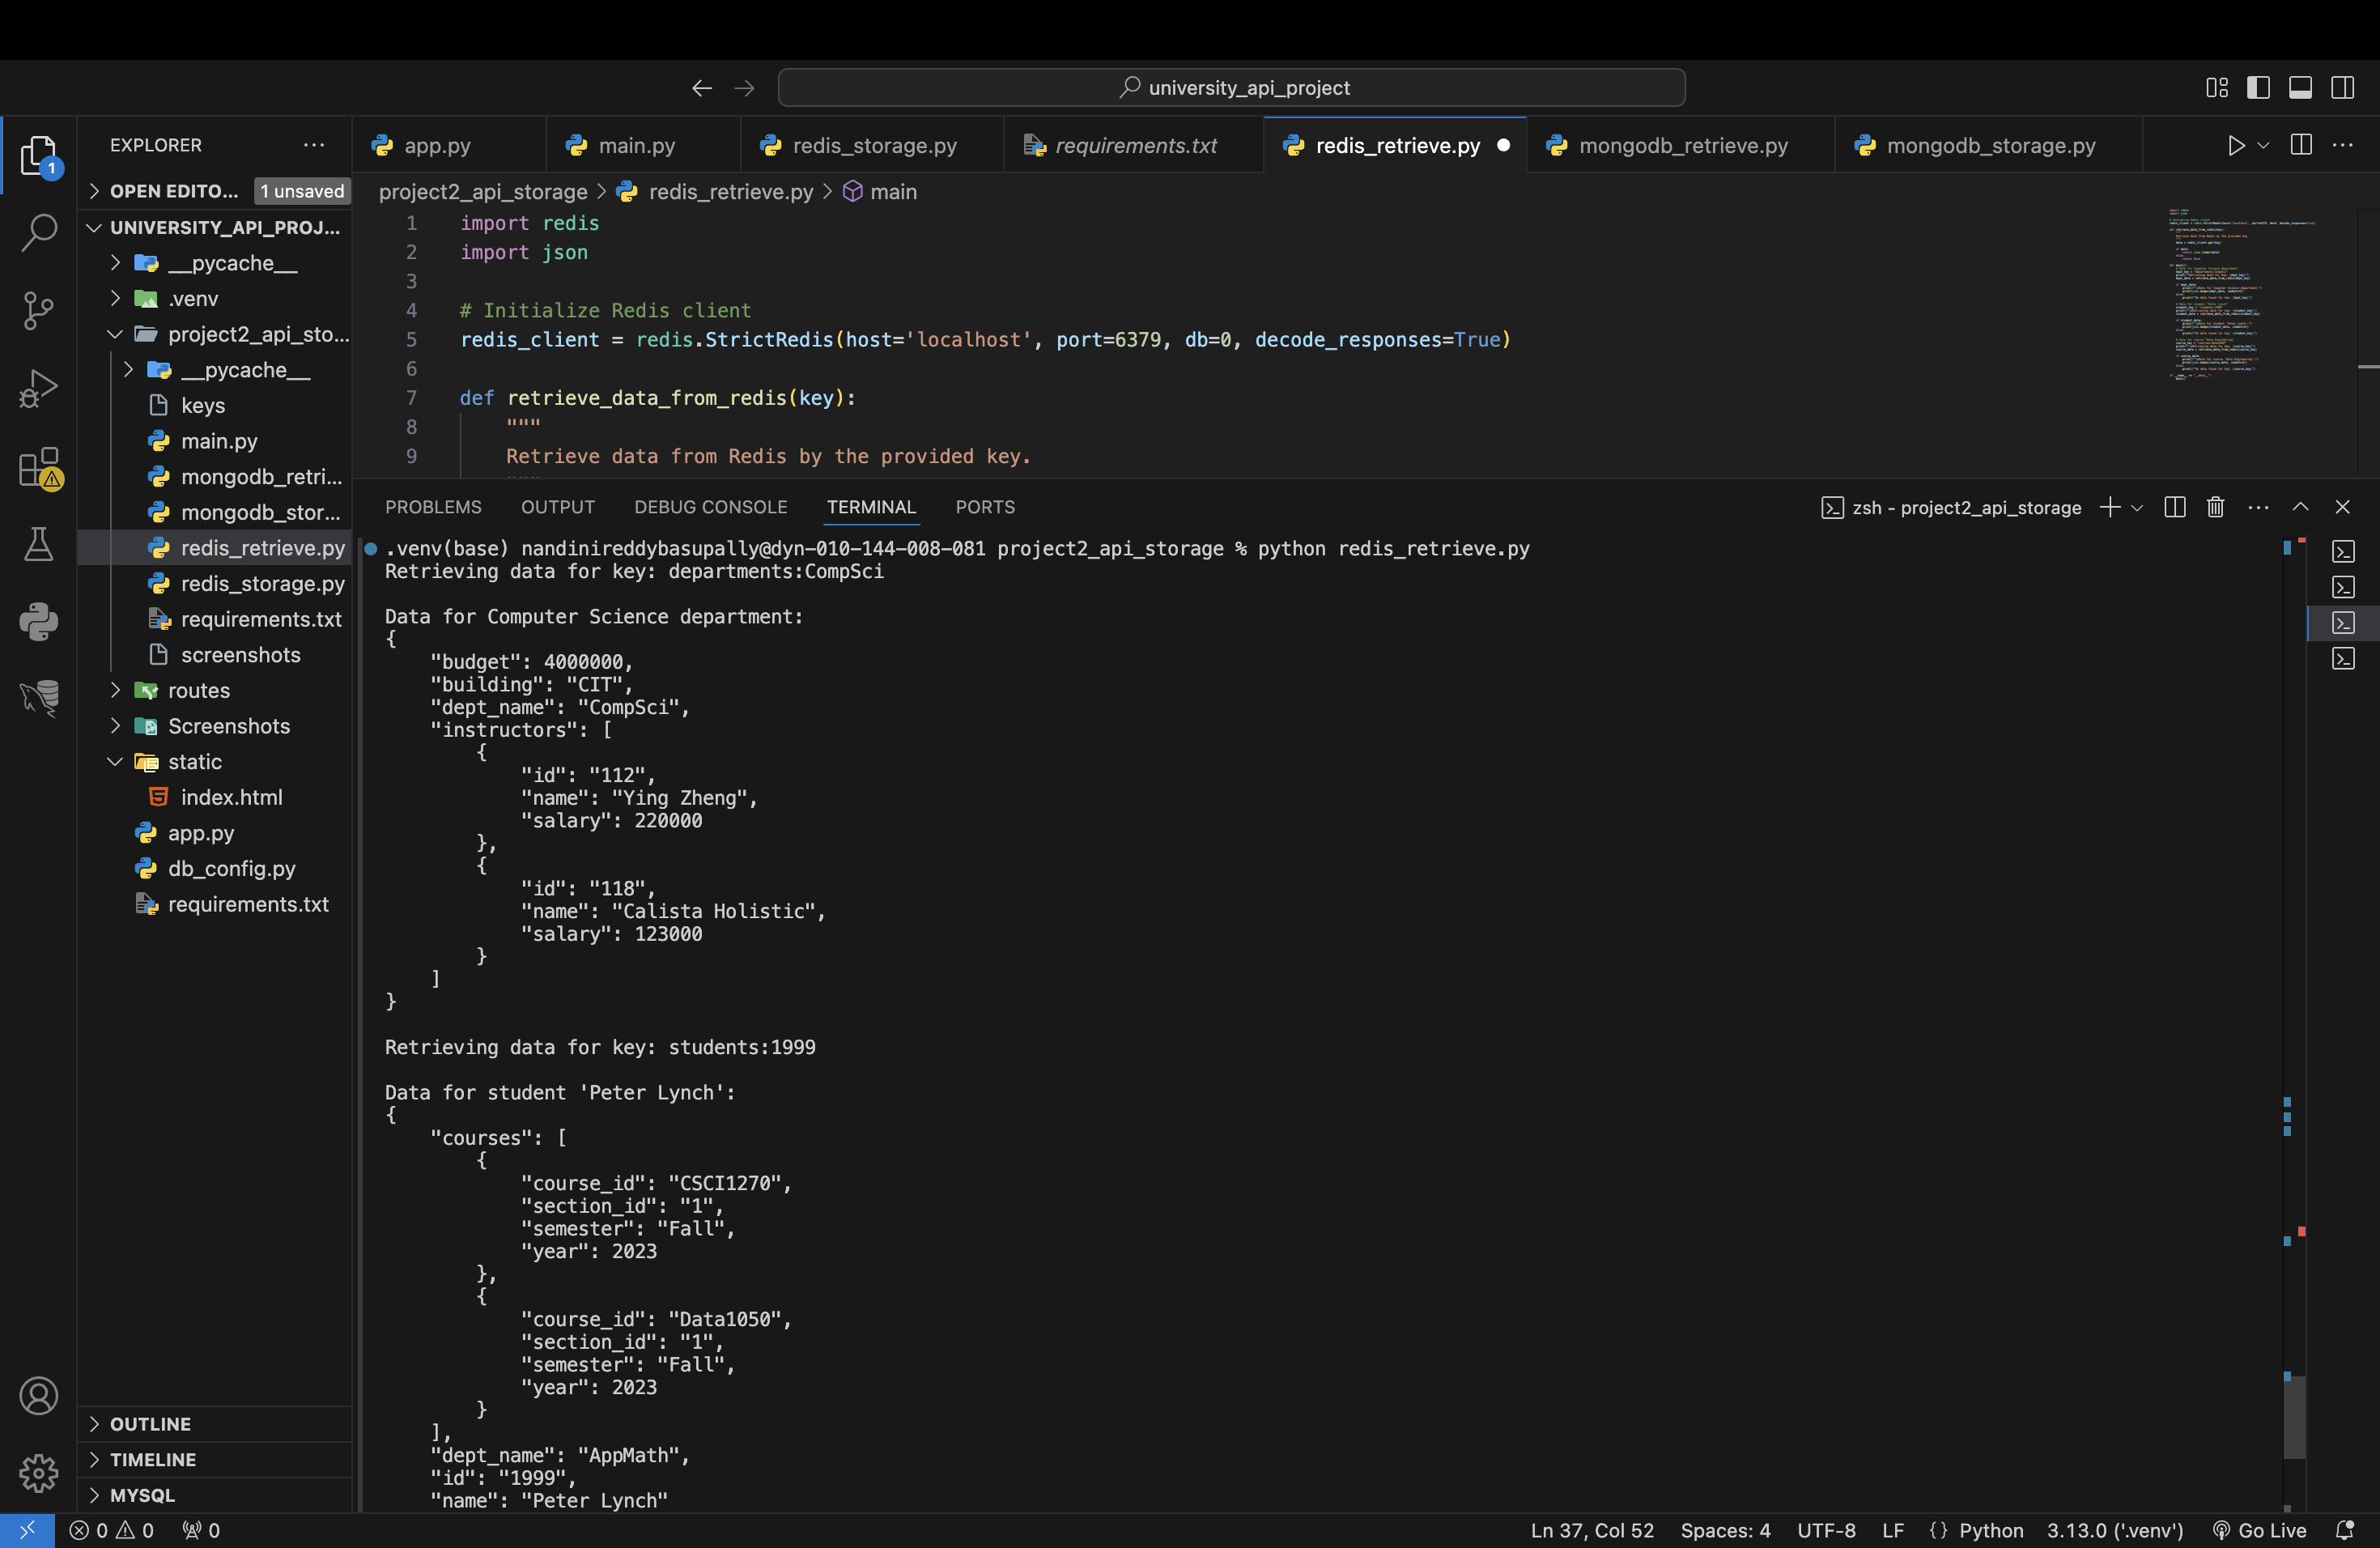 university_api_project
EXPLORER
app.py
main.py
redis_storage.py
requirements.txt
redis_retrieve.py
mongodb_retrieve.py
mongodb_storage.py
1
OPEN EDITO... 1 unsaved
UNIVERSITY_API_PROJ...
__pycache__
.venv
project2_api_sto...
__pycache__
keys
main.py
mongodb_retri...
mongodb_stor...
redis_retrieve.py
redis_storage.py
requirements.txt
screenshots
routes
Screenshots
static
index.html
app.py
db_config.py
requirements.txt
OUTLINE
TIMELINE
MYSQL
project2_api_storage > redis_retrieve.py > main
1 import redis
2 import json
3
4 # Initialize Redis client
5 redis_client = redis.StrictRedis(host='localhost', port=6379, db=0, decode_responses=True)
6
7 def retrieve_data_from_redis(key):
8 """
9 Retrieve data from Redis by the provided key.
PROBLEMS OUTPUT DEBUG CONSOLE TERMINAL PORTS
zsh - project2_api_storage
.venv(base) nandinireddybasupally@dyn-010-144-008-081 project2_api_storage % python redis_retrieve.py
Retrieving data for key: departments:CompSci
Data for Computer Science department:
{
"budget": 4000000,
"building": "CIT",
"dept_name": "CompSci",
"instructors": [
{
"id": "112",
"name": "Ying Zheng",
"salary": 220000
},
{
"id": "118",
"name": "Calista Holistic",
"salary": 123000
}
]
}
Retrieving data for key: students:1999
Data for student 'Peter Lynch':
{
"courses": [
{
"course_id": "CSCI1270",
"section_id": "1",
"semester": "Fall",
"year": 2023
},
{
"course_id": "Data1050",
"section_id": "1",
"semester": "Fall",
"year": 2023
}
],
"dept_name": "AppMath",
"id": "1999",
"name": "Peter Lynch"
0 0 0
Ln 37, Col 52 Spaces: 4 UTF-8 LF {} Python 3.13.0 ('.venv') Go Live